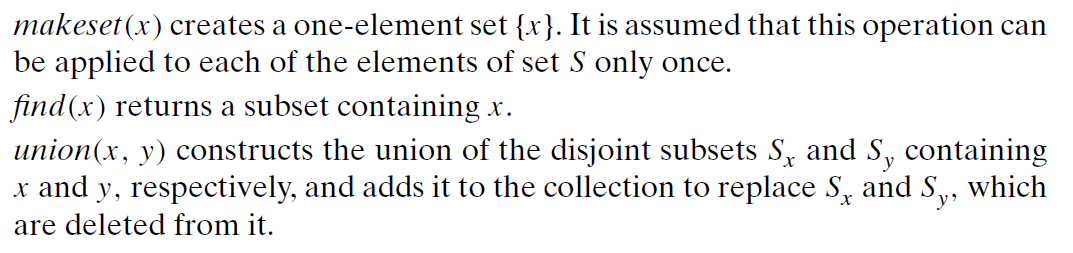 makeset(x) creates a one-element set {x}. It is assumed that this operation can
be applied to each of the elements of set S only once.
find(x) returns a subset containing x.
union(x, y) constructs the union of the disjoint subsets Sₓ and Sᵧ containing
x and y, respectively, and adds it to the collection to replace Sₓ and Sᵧ, which
are deleted from it.